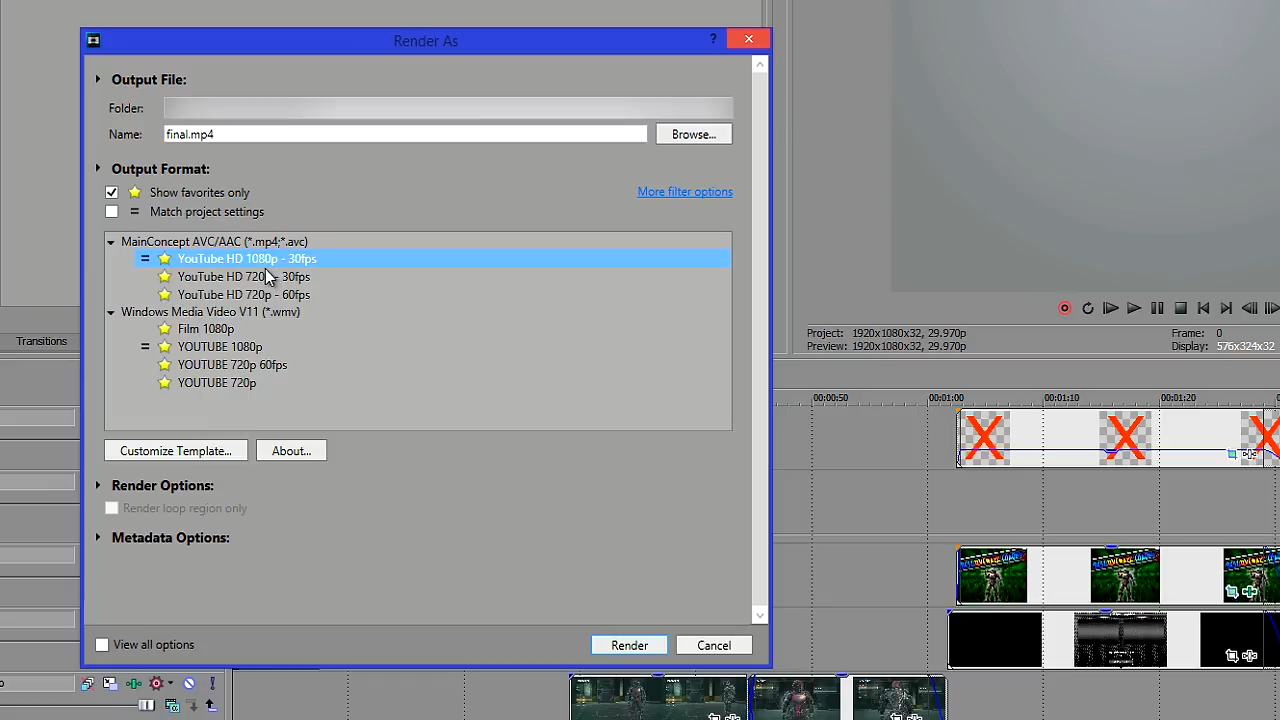 Render As
?
Output File:
Folder:
Name: final.mp4 Browse...
Output Format:
Show favorites only More filter options
= Match project settings
MainConcept AVC/AAC (*.mp4;*.avc)
= YouTube HD 1080p - 30fps
YouTube HD 720p - 30fps
YouTube HD 720p - 60fps
Windows Media Video V11 (*.wmv)
Film 1080p
= YOUTUBE 1080p
YOUTUBE 720p 60fps
YOUTUBE 720p
Customize Template... About...
Render Options:
Render loop region only
Metadata Options:
View all options Render Cancel
Transitions
Project: 1920x1080x32, 29.970p
Preview: 1920x1080x32, 29.970p
Frame: 0
Display: 576x324x32
00:00:50 00:01:00 00:01:10 00:01:20
X X X